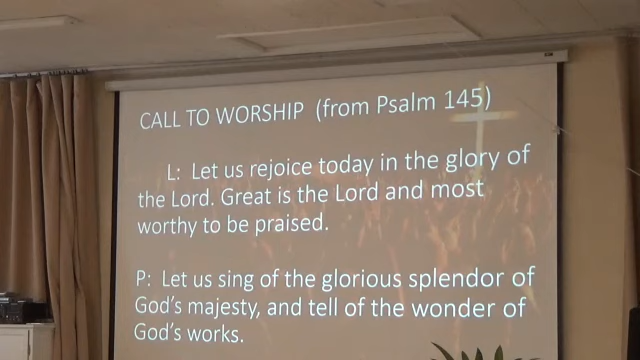 CALL TO WORSHIP (from Psalm 145)
L: Let us rejoice today in the glory of
the Lord. Great is the Lord and most
worthy to be praised.
P: Let us sing of the glorious splendor of
God's majesty, and tell of the wonder of
God's works.